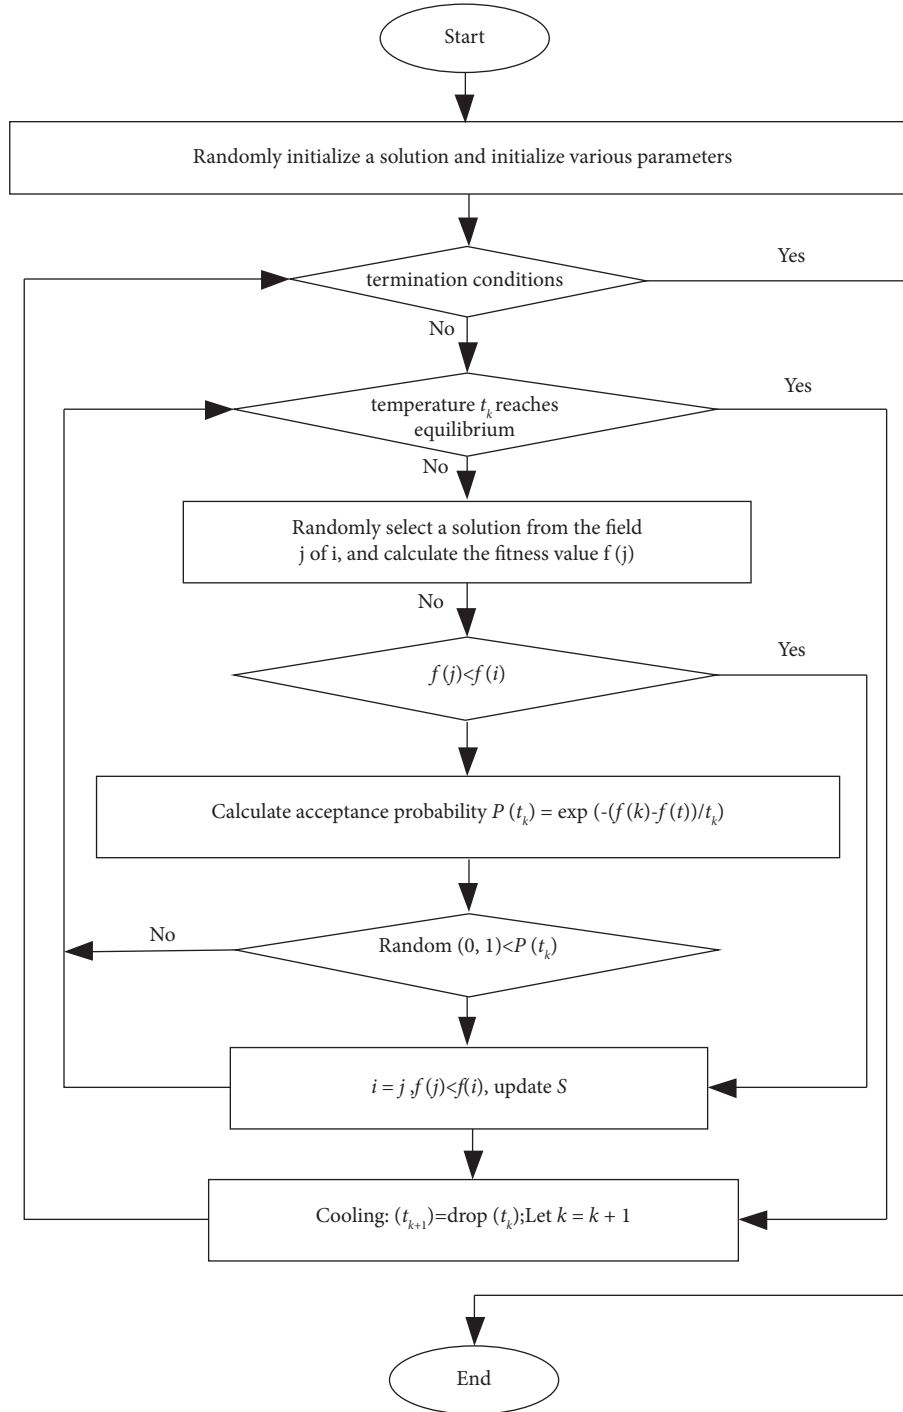 Start
Randomly initialize a solution and initialize various parameters
termination conditions
Yes
No
temperature t_k reaches
equilibrium
Yes
No
Randomly select a solution from the field
j of i, and calculate the fitness value f (j)
No
f (j)<f (i)
Yes
Calculate acceptance probability P (t_k) = exp (-(f (k)-f (t))/t_k)
No
Random (0, 1)<P (t_k)
i = j ,f (j)<f(i), update S
Cooling: (t_{k+1})=drop (t_k);Let k = k + 1
End